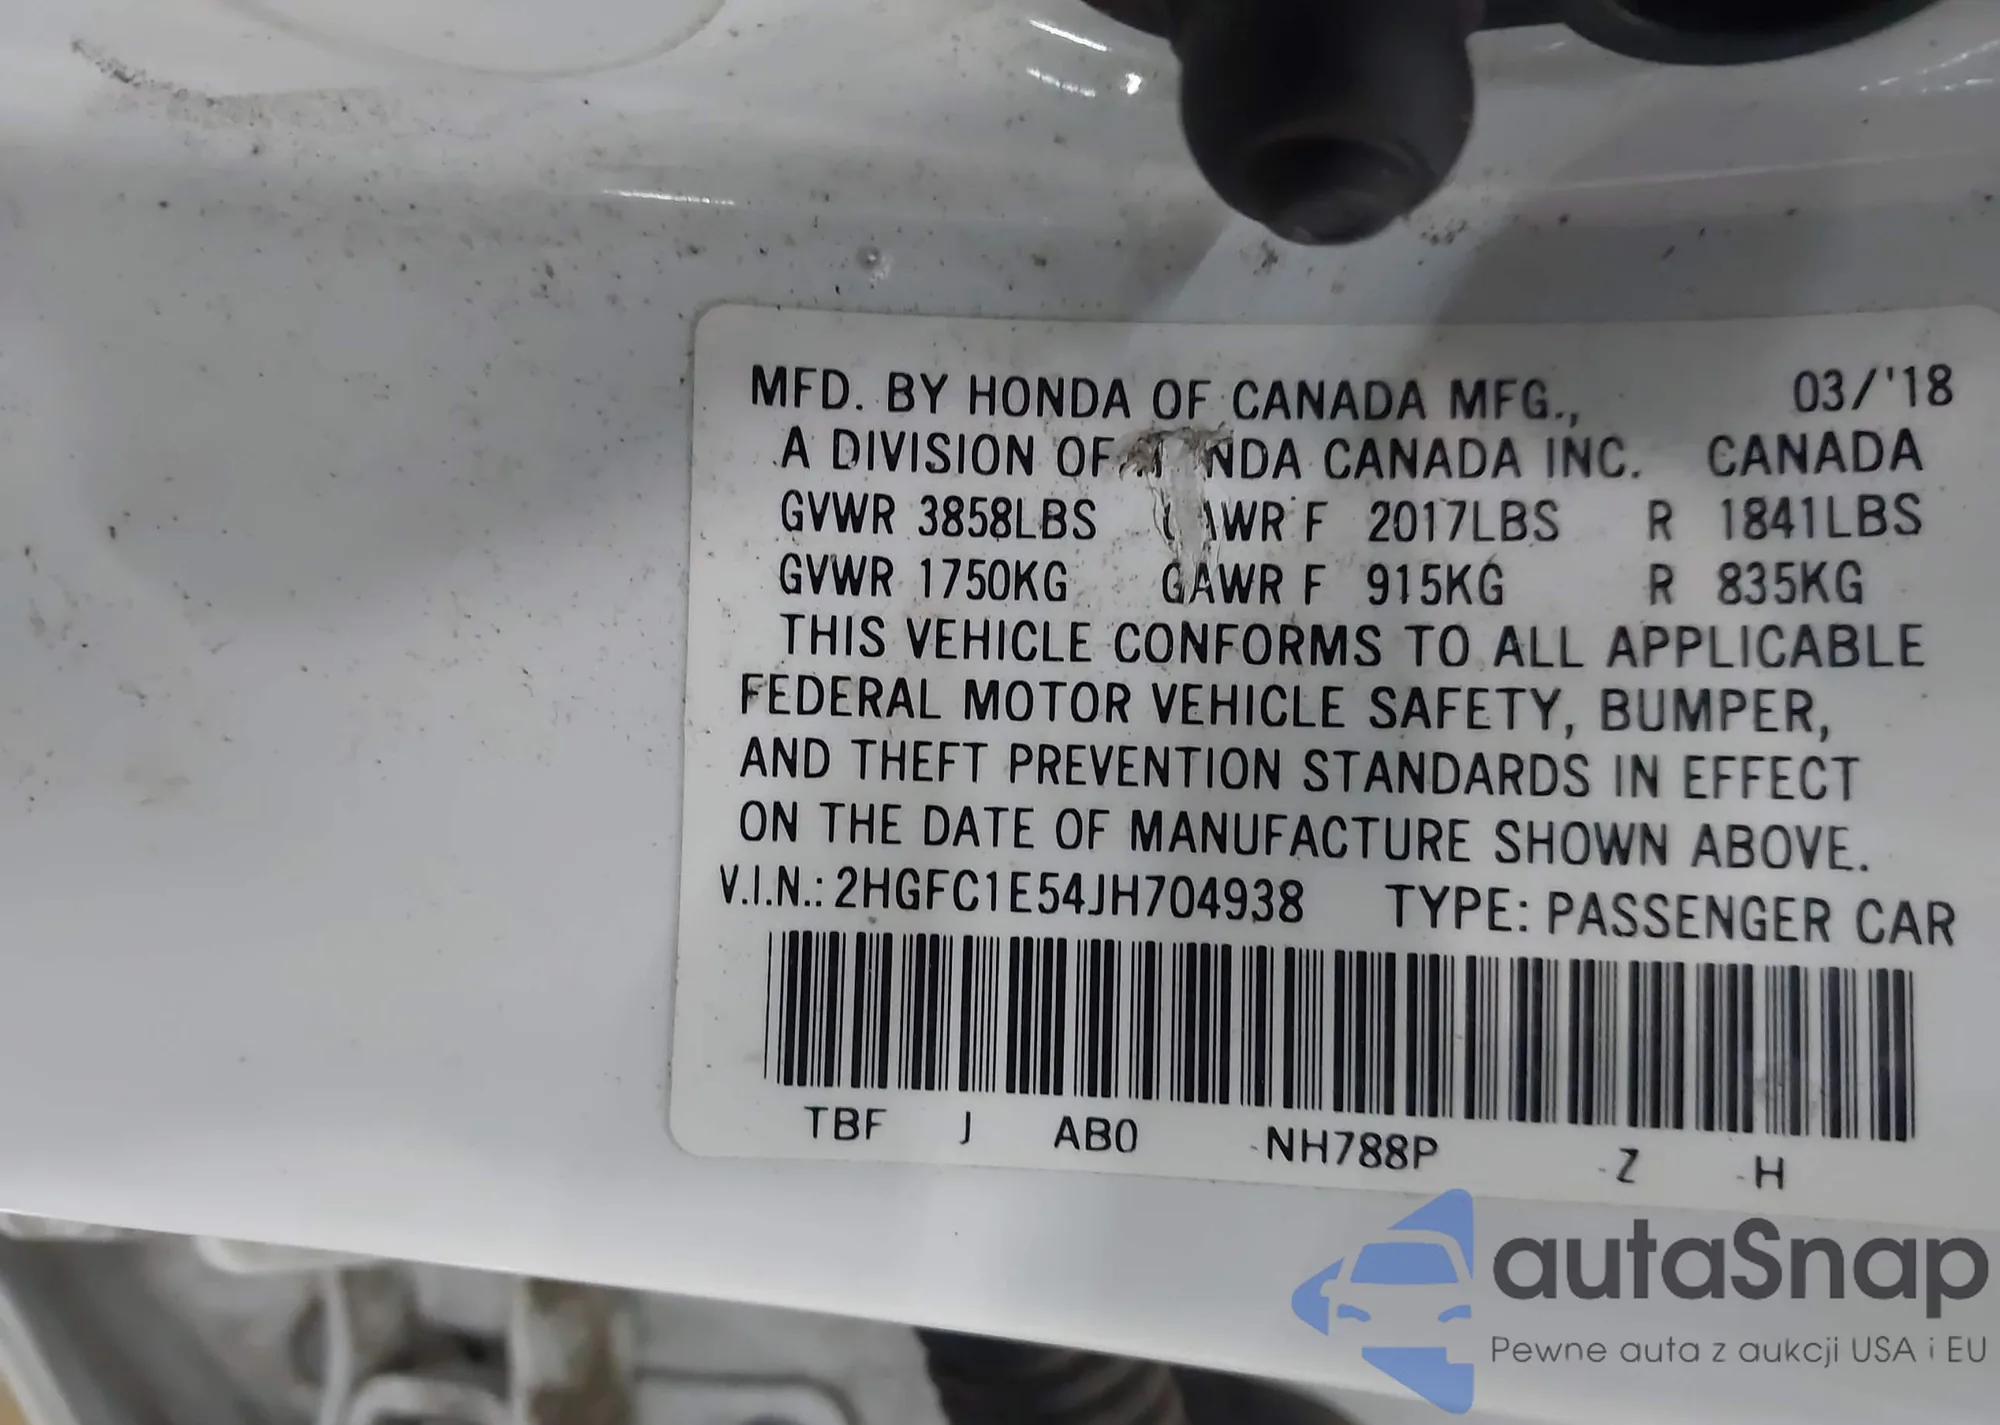 MFD. BY HONDA OF CANADA MFG., 03/'18
A DIVISION OF NDA CANADA INC. CANADA
GVWR 3858LBS GAWR F 2017LBS R 1841LBS
GVWR 1750KG GAWR F 915KG R 835KG
THIS VEHICLE CONFORMS TO ALL APPLICABLE
FEDERAL MOTOR VEHICLE SAFETY, BUMPER,
AND THEFT PREVENTION STANDARDS IN EFFECT
ON THE DATE OF MANUFACTURE SHOWN ABOVE.
V.I.N.: 2HGFC1E54JH704938 TYPE: PASSENGER CAR
TBF J AB0 -NH788P -Z -H
autaSnap
Pewne auta z aukcji USA i EU